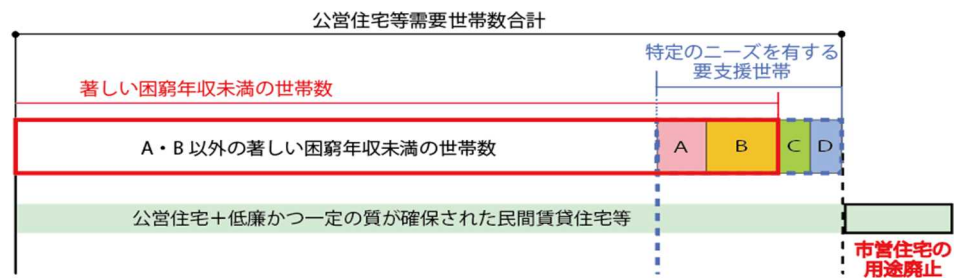 公営住宅等需要世帯数合計
特定のニーズを有する
要支援世帯
著しい困窮年収未満の世帯数
A・B以外の著しい困窮年収未満の世帯数
A
B
C
D
公営住宅+低廉かつ一定の質が確保された民間賃貸住宅等
市営住宅の
用途廃止